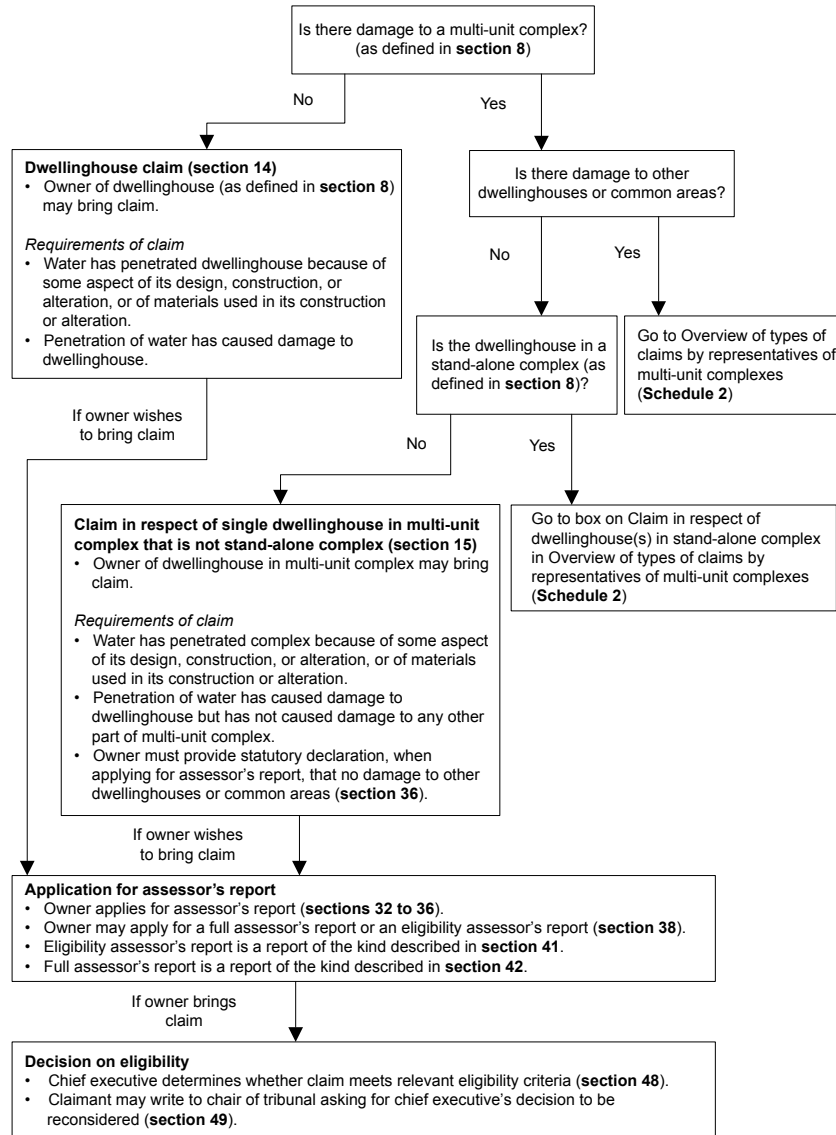 Is there damage to a multi-unit complex?
(as defined in section 8)
No
Yes
Dwellinghouse claim (section 14)
• Owner of dwellinghouse (as defined in section 8)
may bring claim.
Requirements of claim
• Water has penetrated dwellinghouse because of
some aspect of its design, construction, or
alteration, or of materials used in its construction
or alteration.
• Penetration of water has caused damage to
dwellinghouse.
Is there damage to other
dwellinghouses or common areas?
No
Yes
Is the dwellinghouse in a
stand-alone complex (as
defined in section 8)?
Go to Overview of types of
claims by representatives of
multi-unit complexes
(Schedule 2)
If owner wishes
to bring claim
No
Yes
Claim in respect of single dwellinghouse in multi-unit
complex that is not stand-alone complex (section 15)
• Owner of dwellinghouse in multi-unit complex may bring
claim.
Requirements of claim
• Water has penetrated complex because of some aspect
of its design, construction, or alteration, or of materials
used in its construction or alteration.
• Penetration of water has caused damage to
dwellinghouse but has not caused damage to any other
part of multi-unit complex.
• Owner must provide statutory declaration, when
applying for assessor's report, that no damage to other
dwellinghouses or common areas (section 36).
Go to box on Claim in respect of
dwellinghouse(s) in stand-alone complex
in Overview of types of claims by
representatives of multi-unit complexes
(Schedule 2)
If owner wishes
to bring claim
Application for assessor's report
• Owner applies for assessor's report (sections 32 to 36).
• Owner may apply for a full assessor's report or an eligibility assessor's report (section 38).
• Eligibility assessor's report is a report of the kind described in section 41.
• Full assessor's report is a report of the kind described in section 42.
If owner brings
claim
Decision on eligibility
• Chief executive determines whether claim meets relevant eligibility criteria (section 48).
• Claimant may write to chair of tribunal asking for chief executive's decision to be
reconsidered (section 49).